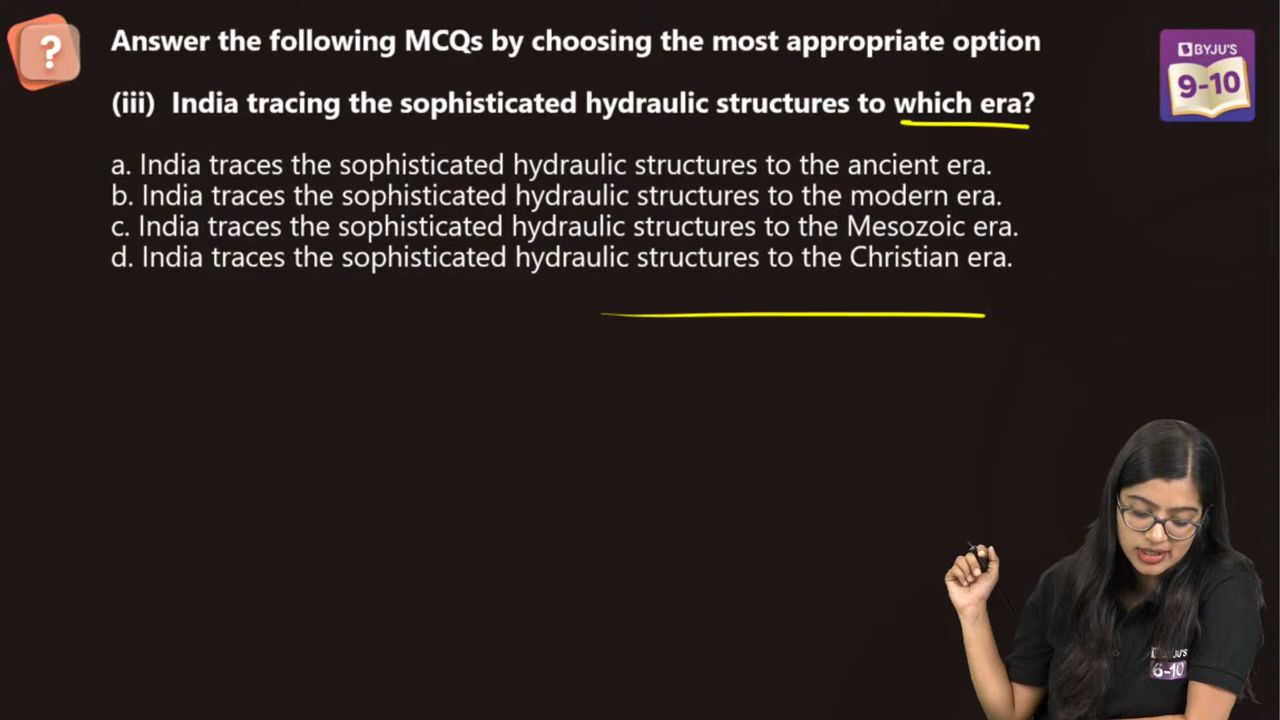 ?
Answer the following MCQs by choosing the most appropriate option
BYJU'S
9-10
(iii) India tracing the sophisticated hydraulic structures to which era?
a. India traces the sophisticated hydraulic structures to the ancient era.
b. India traces the sophisticated hydraulic structures to the modern era.
c. India traces the sophisticated hydraulic structures to the Mesozoic era.
d. India traces the sophisticated hydraulic structures to the Christian era.
6-10